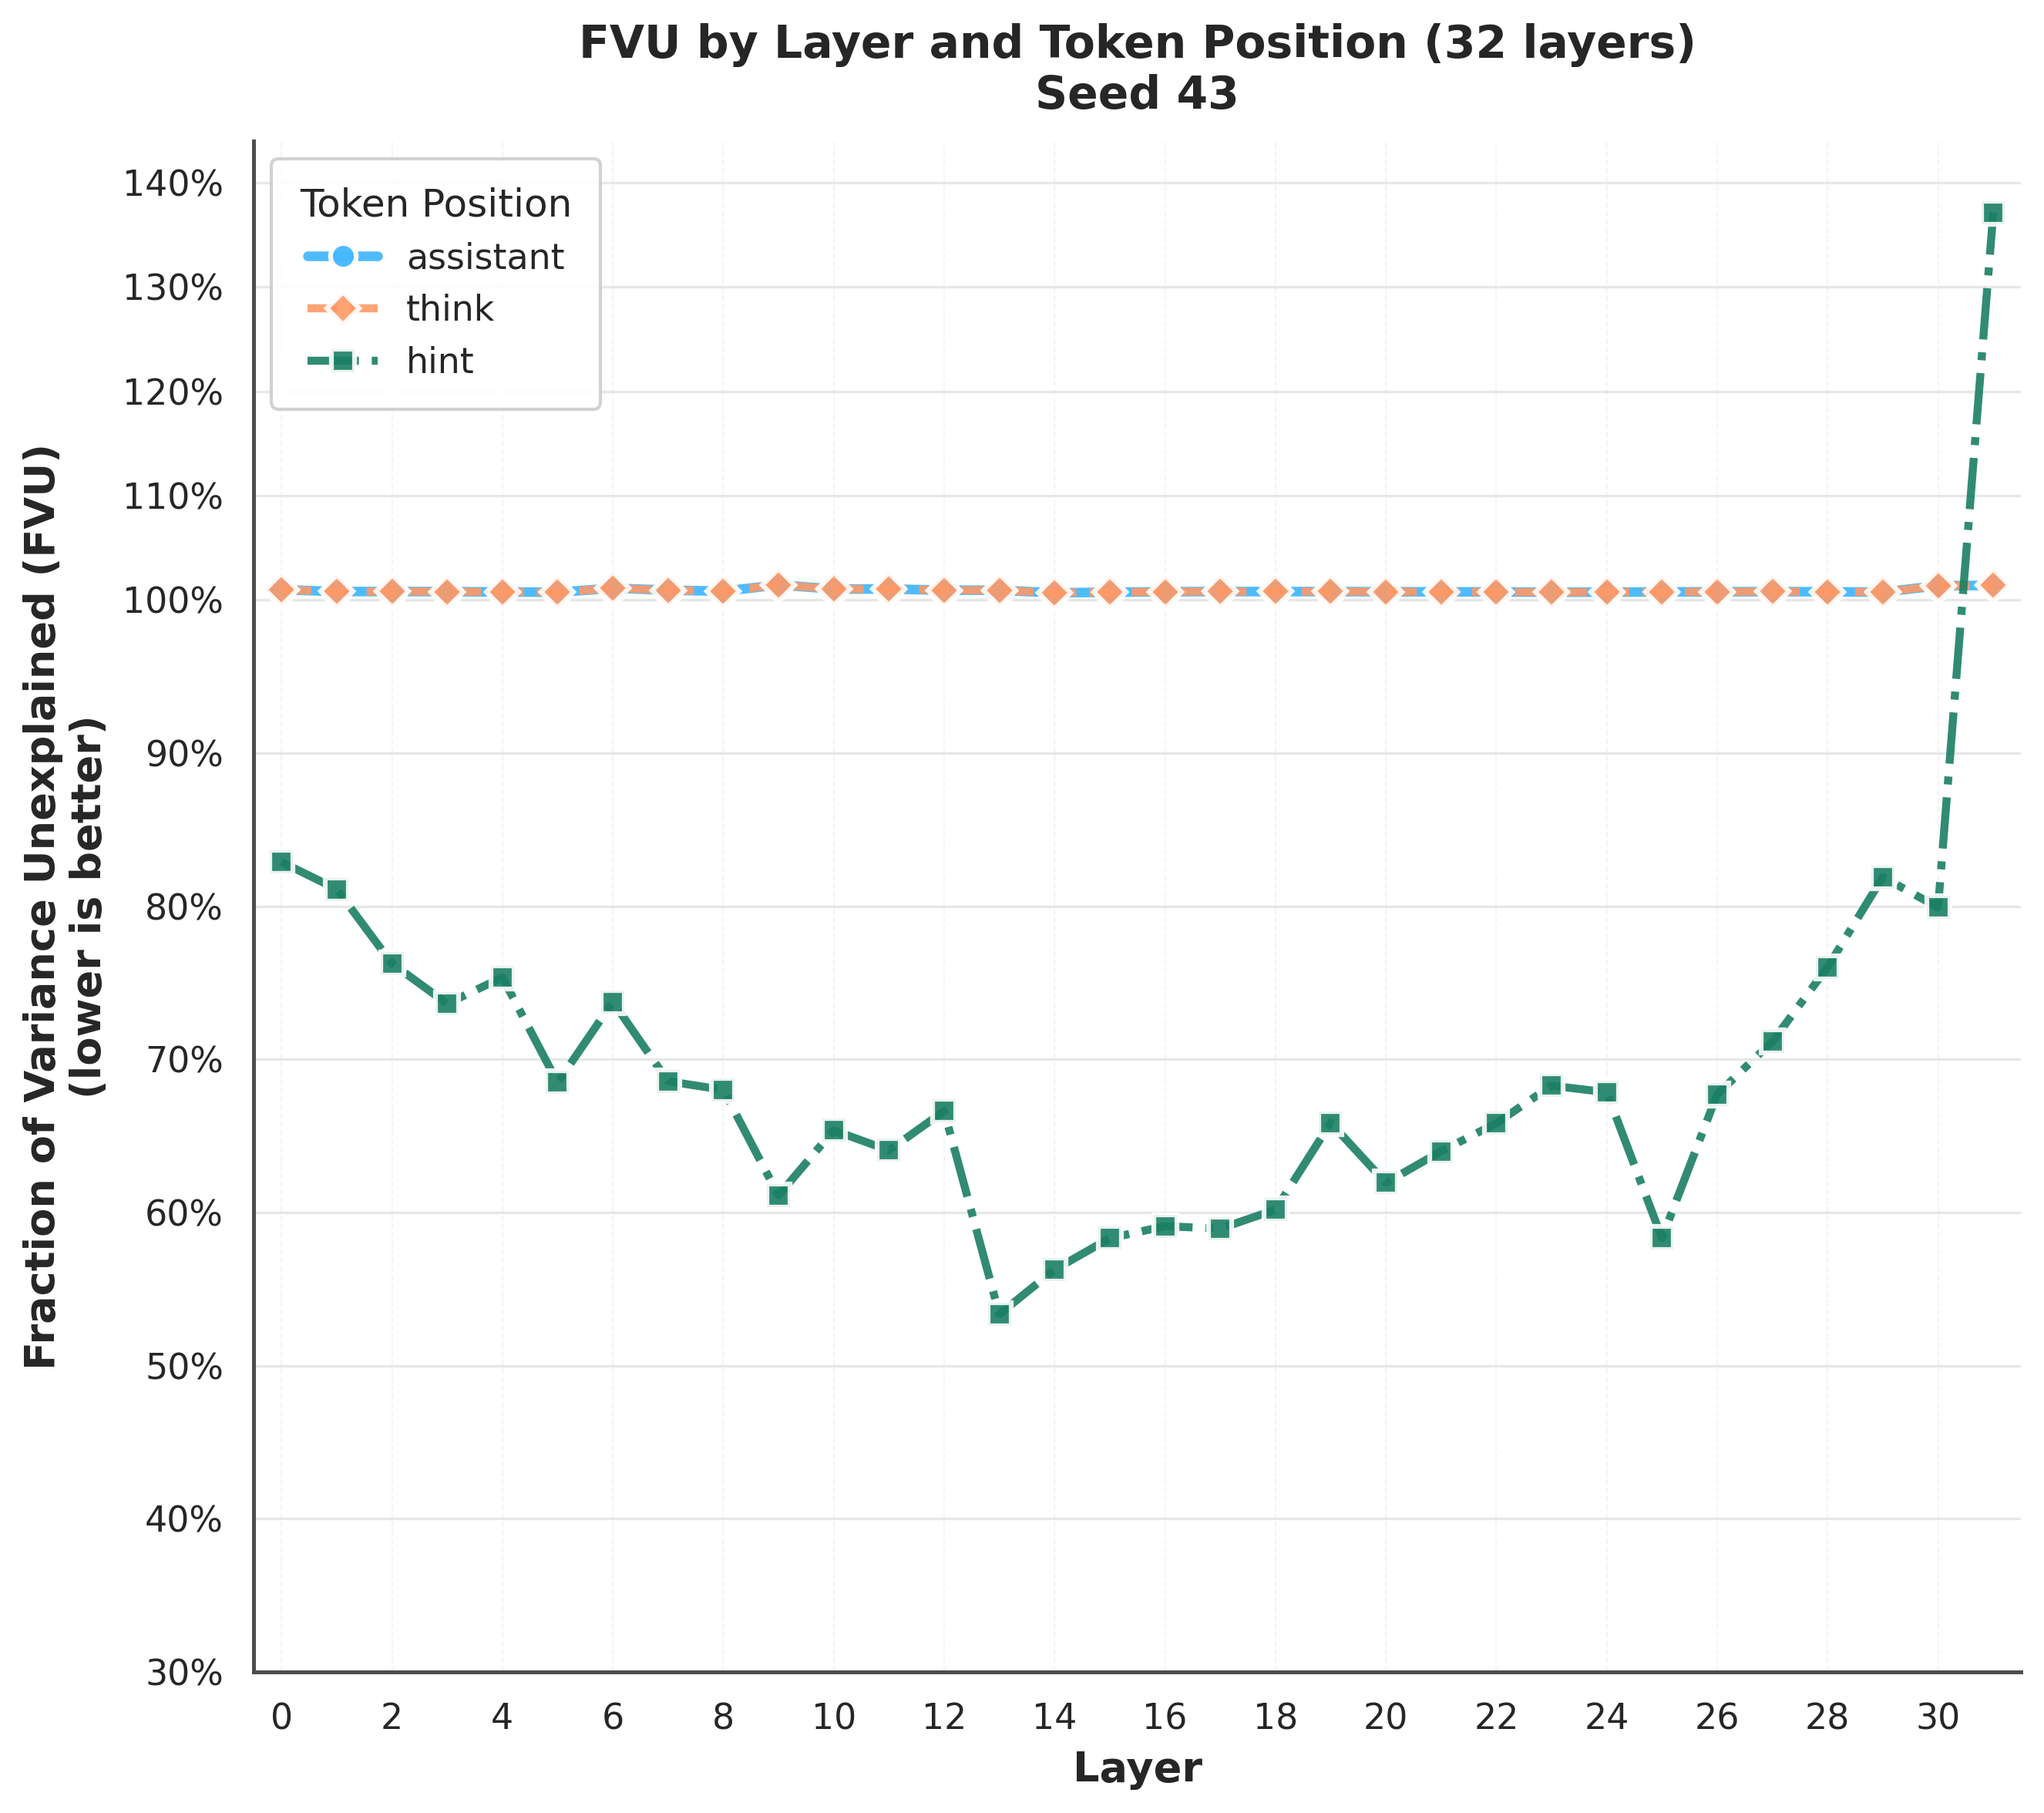 FVU by Layer and Token Position (32 layers)
Seed 43
Fraction of Variance Unexplained (FVU)
(lower is better)
140%
130%
120%
110%
100%
90%
80%
70%
60%
50%
40%
30%
Token Position
assistant
think
hint
0 2 4 6 8 10 12 14 16 18 20 22 24 26 28 30
Layer